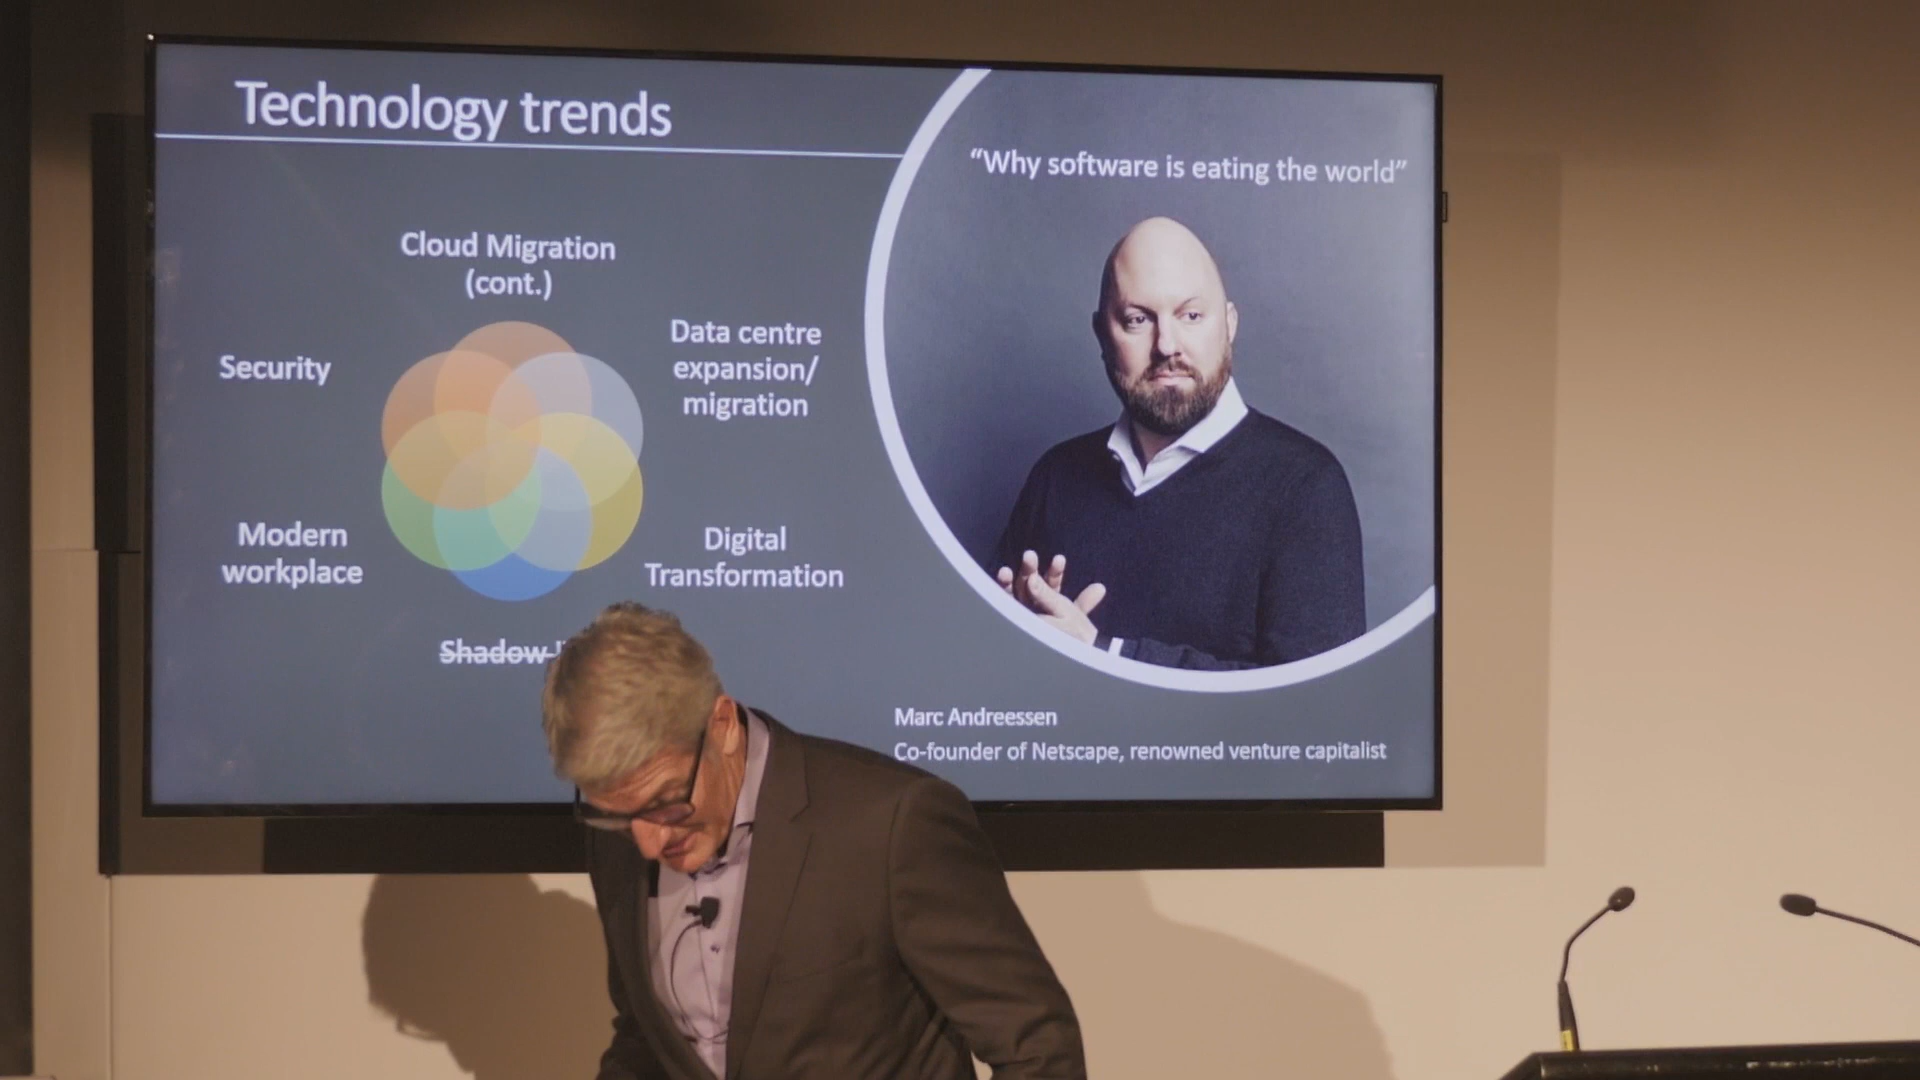 Technology trends
"Why software is eating the world"
Cloud Migration
(cont.)
Security
Data centre
expansion/
migration
Modern
workplace
Digital
Transformation
Shadow
Marc Andreessen
Co-founder of Netscape, renowned venture capitalist